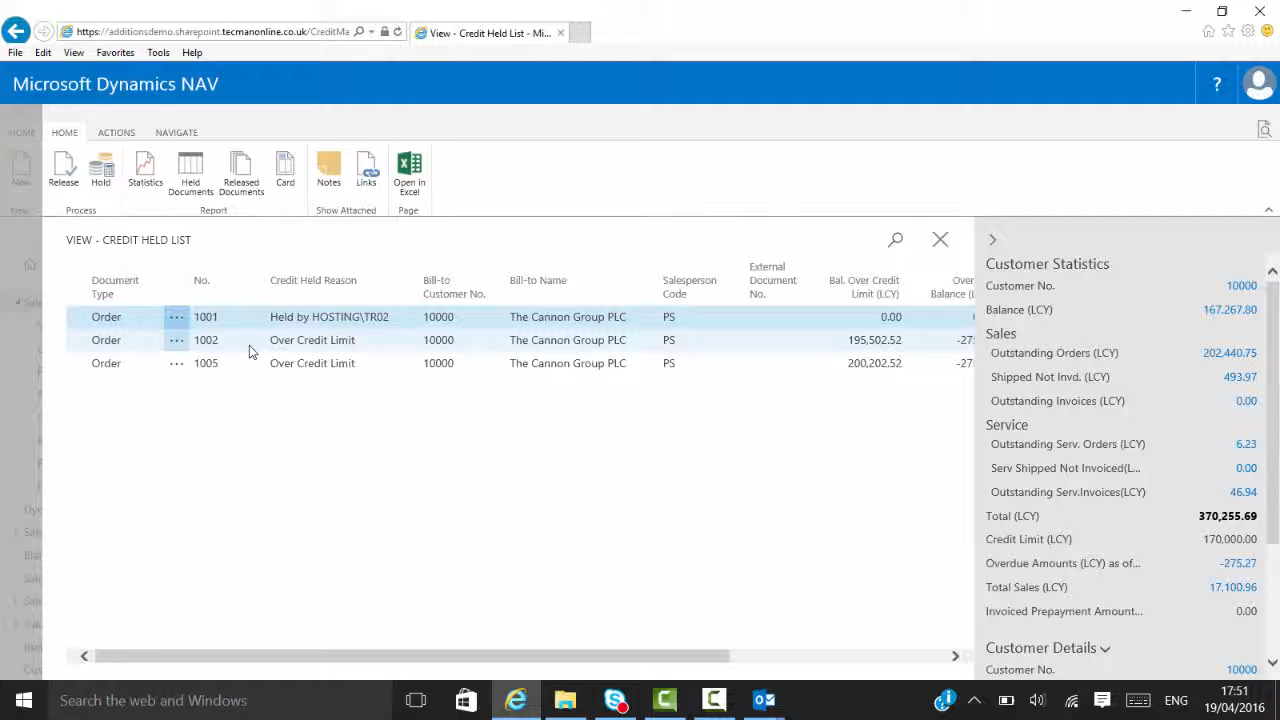 https://additionsdemo.sharepoint.tecmanonline.co.uk/CreditMa
View - Credit Held List - Mi...
File Edit View Favorites Tools Help
Microsoft Dynamics NAV
?
HOME HOME ACTIONS NAVIGATE
New Release Hold Statistics Held Documents Released Documents Card Notes Links Open in Excel
New Process Report Show Attached Page
VIEW - CREDIT HELD LIST
Document Type No. Credit Held Reason Bill-to Customer No. Bill-to Name Salesperson Code External Document No. Bal. Over Credit Limit (LCY) Over Balance (L
Order ... 1001 Held by HOSTING\TR02 10000 The Cannon Group PLC PS 0.00
Order 1002 Over Credit Limit 10000 The Cannon Group PLC PS 195,502.52 -275
Order ... 1005 Over Credit Limit 10000 The Cannon Group PLC PS 200,202.52 -27
Customer Statistics
Customer No. 10000
Balance (LCY) 167,267.80
Sales
Outstanding Orders (LCY) 202,440.75
Shipped Not Invd. (LCY) 493.97
Outstanding Invoices (LCY) 0.00
Service
Outstanding Serv. Orders (LCY) 6.23
Serv Shipped Not Invoiced(L... 0.00
Outstanding Serv.Invoices(LCY) 46.94
Total (LCY) 370,255.69
Credit Limit (LCY) 170,000.00
Overdue Amounts (LCY) as of... -275.27
Total Sales (LCY) 17,100.96
Invoiced Prepayment Amount... 0.00
Customer Details
Customer No. 10000
Search the web and Windows
ENG
17:51
19/04/2016